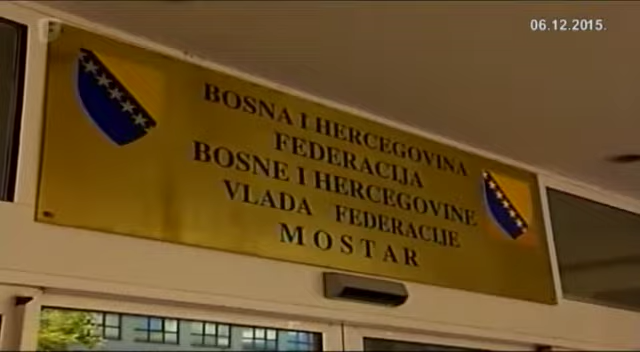 06.12.2015.
BOSNA I HERCEGOVINA
FEDERACIJA
BOSNE I HERCEGOVINE
VLADA FEDERACIJE
MOSTAR